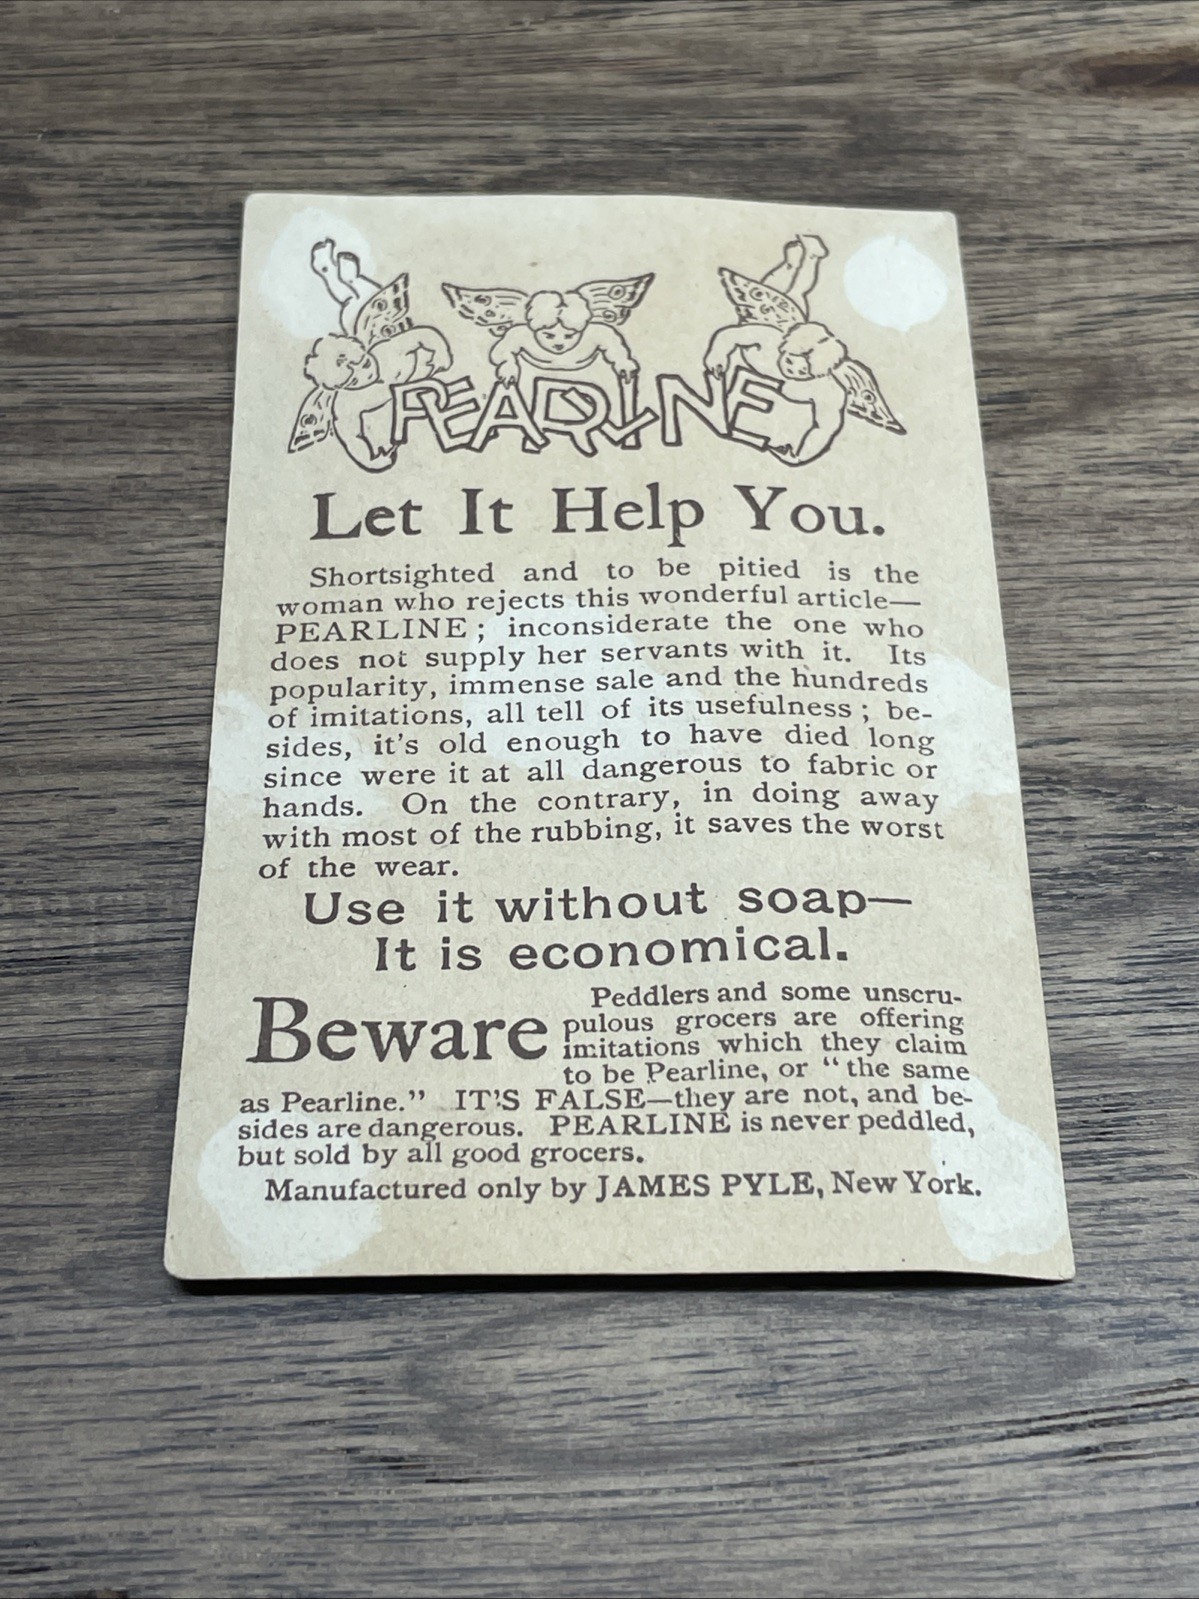 PEARLINE
Let It Help You.
Shortsighted and to be pitied is the
woman who rejects this wonderful article—
PEARLINE; inconsiderate the one who
does not supply her servants with it. Its
popularity, immense sale and the hundreds
of imitations, all tell of its usefulness; be-
sides, it's old enough to have died long
since were it at all dangerous to fabric or
hands. On the contrary, in doing away
with most of the rubbing, it saves the worst
of the wear.
Use it without soap—
It is economical.
Beware
Peddlers and some unscru-
pulous grocers are offering
imitations which they claim
to be Pearline, or “the same
as Pearline.” IT'S FALSE—they are not, and be-
sides are dangerous. PEARLINE is never peddled,
but sold by all good grocers.
Manufactured only by JAMES PYLE, New York.